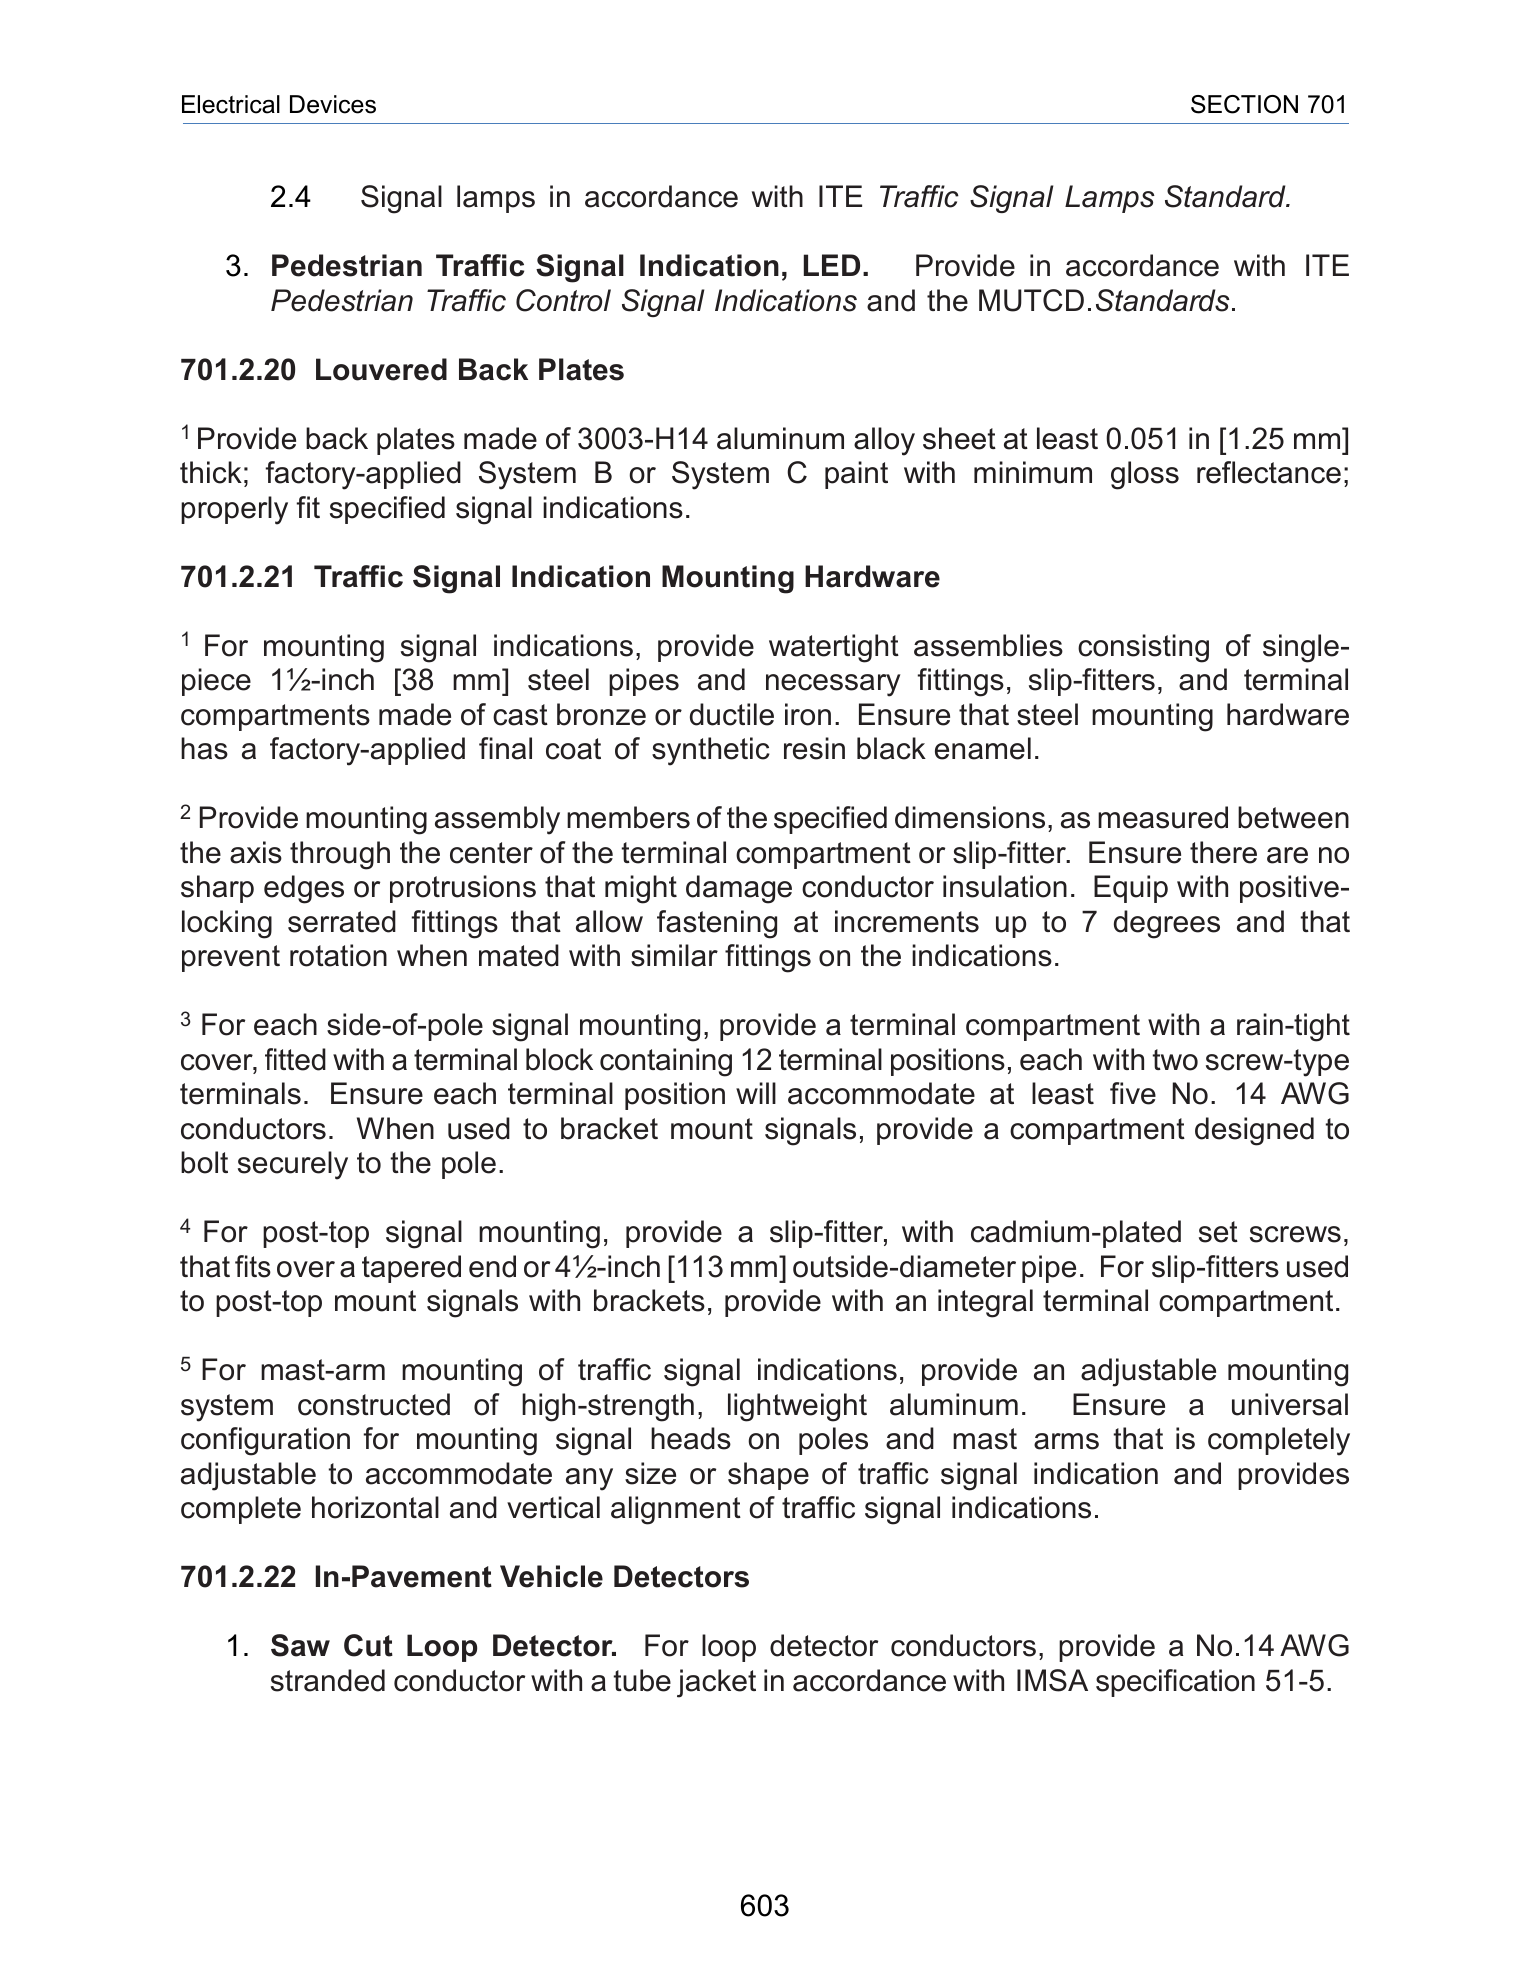 Electrical Devices SECTION 701
2.4 Signal lamps in accordance with ITE Traffic Signal Lamps Standard.
3. Pedestrian Traffic Signal Indication, LED. Provide in accordance with ITE
Pedestrian Traffic Control Signal Indications and the MUTCD.Standards.
701.2.20 Louvered Back Plates
1 Provide back plates made of 3003-H14 aluminum alloy sheet at least 0.051 in [1.25 mm]
thick; factory-applied System B or System C paint with minimum gloss reflectance;
properly fit specified signal indications.
701.2.21 Traffic Signal Indication Mounting Hardware
1 For mounting signal indications, provide watertight assemblies consisting of single-
piece 1½-inch [38 mm] steel pipes and necessary fittings, slip-fitters, and terminal
compartments made of cast bronze or ductile iron. Ensure that steel mounting hardware
has a factory-applied final coat of synthetic resin black enamel.
2 Provide mounting assembly members of the specified dimensions, as measured between
the axis through the center of the terminal compartment or slip-fitter. Ensure there are no
sharp edges or protrusions that might damage conductor insulation. Equip with positive-
locking serrated fittings that allow fastening at increments up to 7 degrees and that
prevent rotation when mated with similar fittings on the indications.
3 For each side-of-pole signal mounting, provide a terminal compartment with a rain-tight
cover, fitted with a terminal block containing 12 terminal positions, each with two screw-type
terminals. Ensure each terminal position will accommodate at least five No. 14 AWG
conductors. When used to bracket mount signals, provide a compartment designed to
bolt securely to the pole.
4 For post-top signal mounting, provide a slip-fitter, with cadmium-plated set screws,
that fits over a tapered end or 4½-inch [113 mm] outside-diameter pipe. For slip-fitters used
to post-top mount signals with brackets, provide with an integral terminal compartment.
5 For mast-arm mounting of traffic signal indications, provide an adjustable mounting
system constructed of high-strength, lightweight aluminum. Ensure a universal
configuration for mounting signal heads on poles and mast arms that is completely
adjustable to accommodate any size or shape of traffic signal indication and provides
complete horizontal and vertical alignment of traffic signal indications.
701.2.22 In-Pavement Vehicle Detectors
1. Saw Cut Loop Detector. For loop detector conductors, provide a No.14 AWG
stranded conductor with a tube jacket in accordance with IMSA specification 51-5.
603